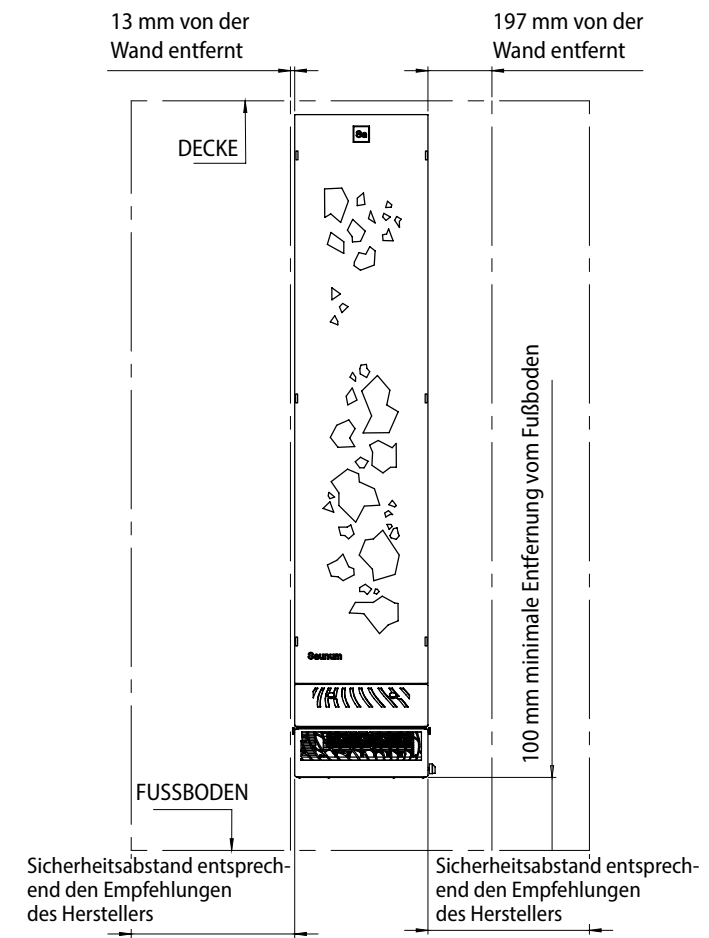 13 mm von der
Wand entfernt
197 mm von der
Wand entfernt
DECKE
Sa
100 mm minimale Entfernung vom Fußboden
Saunum
FUSSBODEN
Sicherheitsabstand entsprech-
end den Empfehlungen
des Herstellers
Sicherheitsabstand entsprech-
end den Empfehlungen
des Herstellers